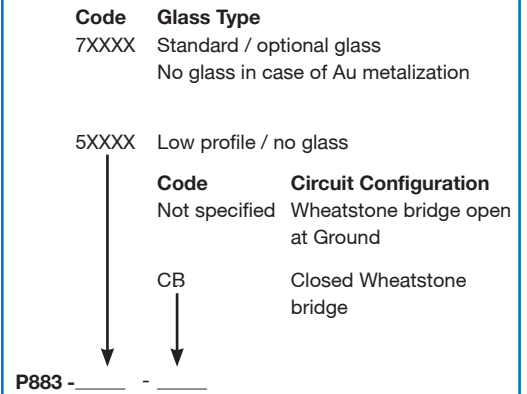 Code Glass Type
7XXXX Standard / optional glass
No glass in case of Au metalization
5XXXX Low profile / no glass
Code Circuit Configuration
Not specified Wheatstone bridge open
at Ground
CB Closed Wheatstone
bridge
P883 -_____ - _____